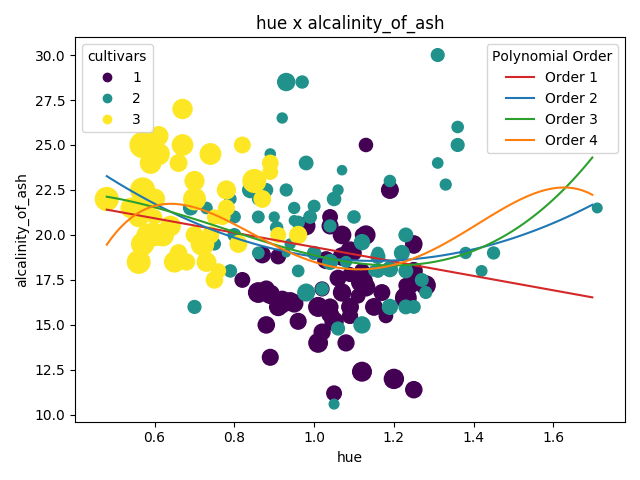 hue x alcalinity_of_ash
cultivars
1
2
3
Polynomial Order
Order 1
Order 2
Order 3
Order 4
alcalinity_of_ash
30.0
27.5
25.0
22.5
20.0
17.5
15.0
12.5
10.0
0.6 0.8 1.0 1.2 1.4 1.6
hue